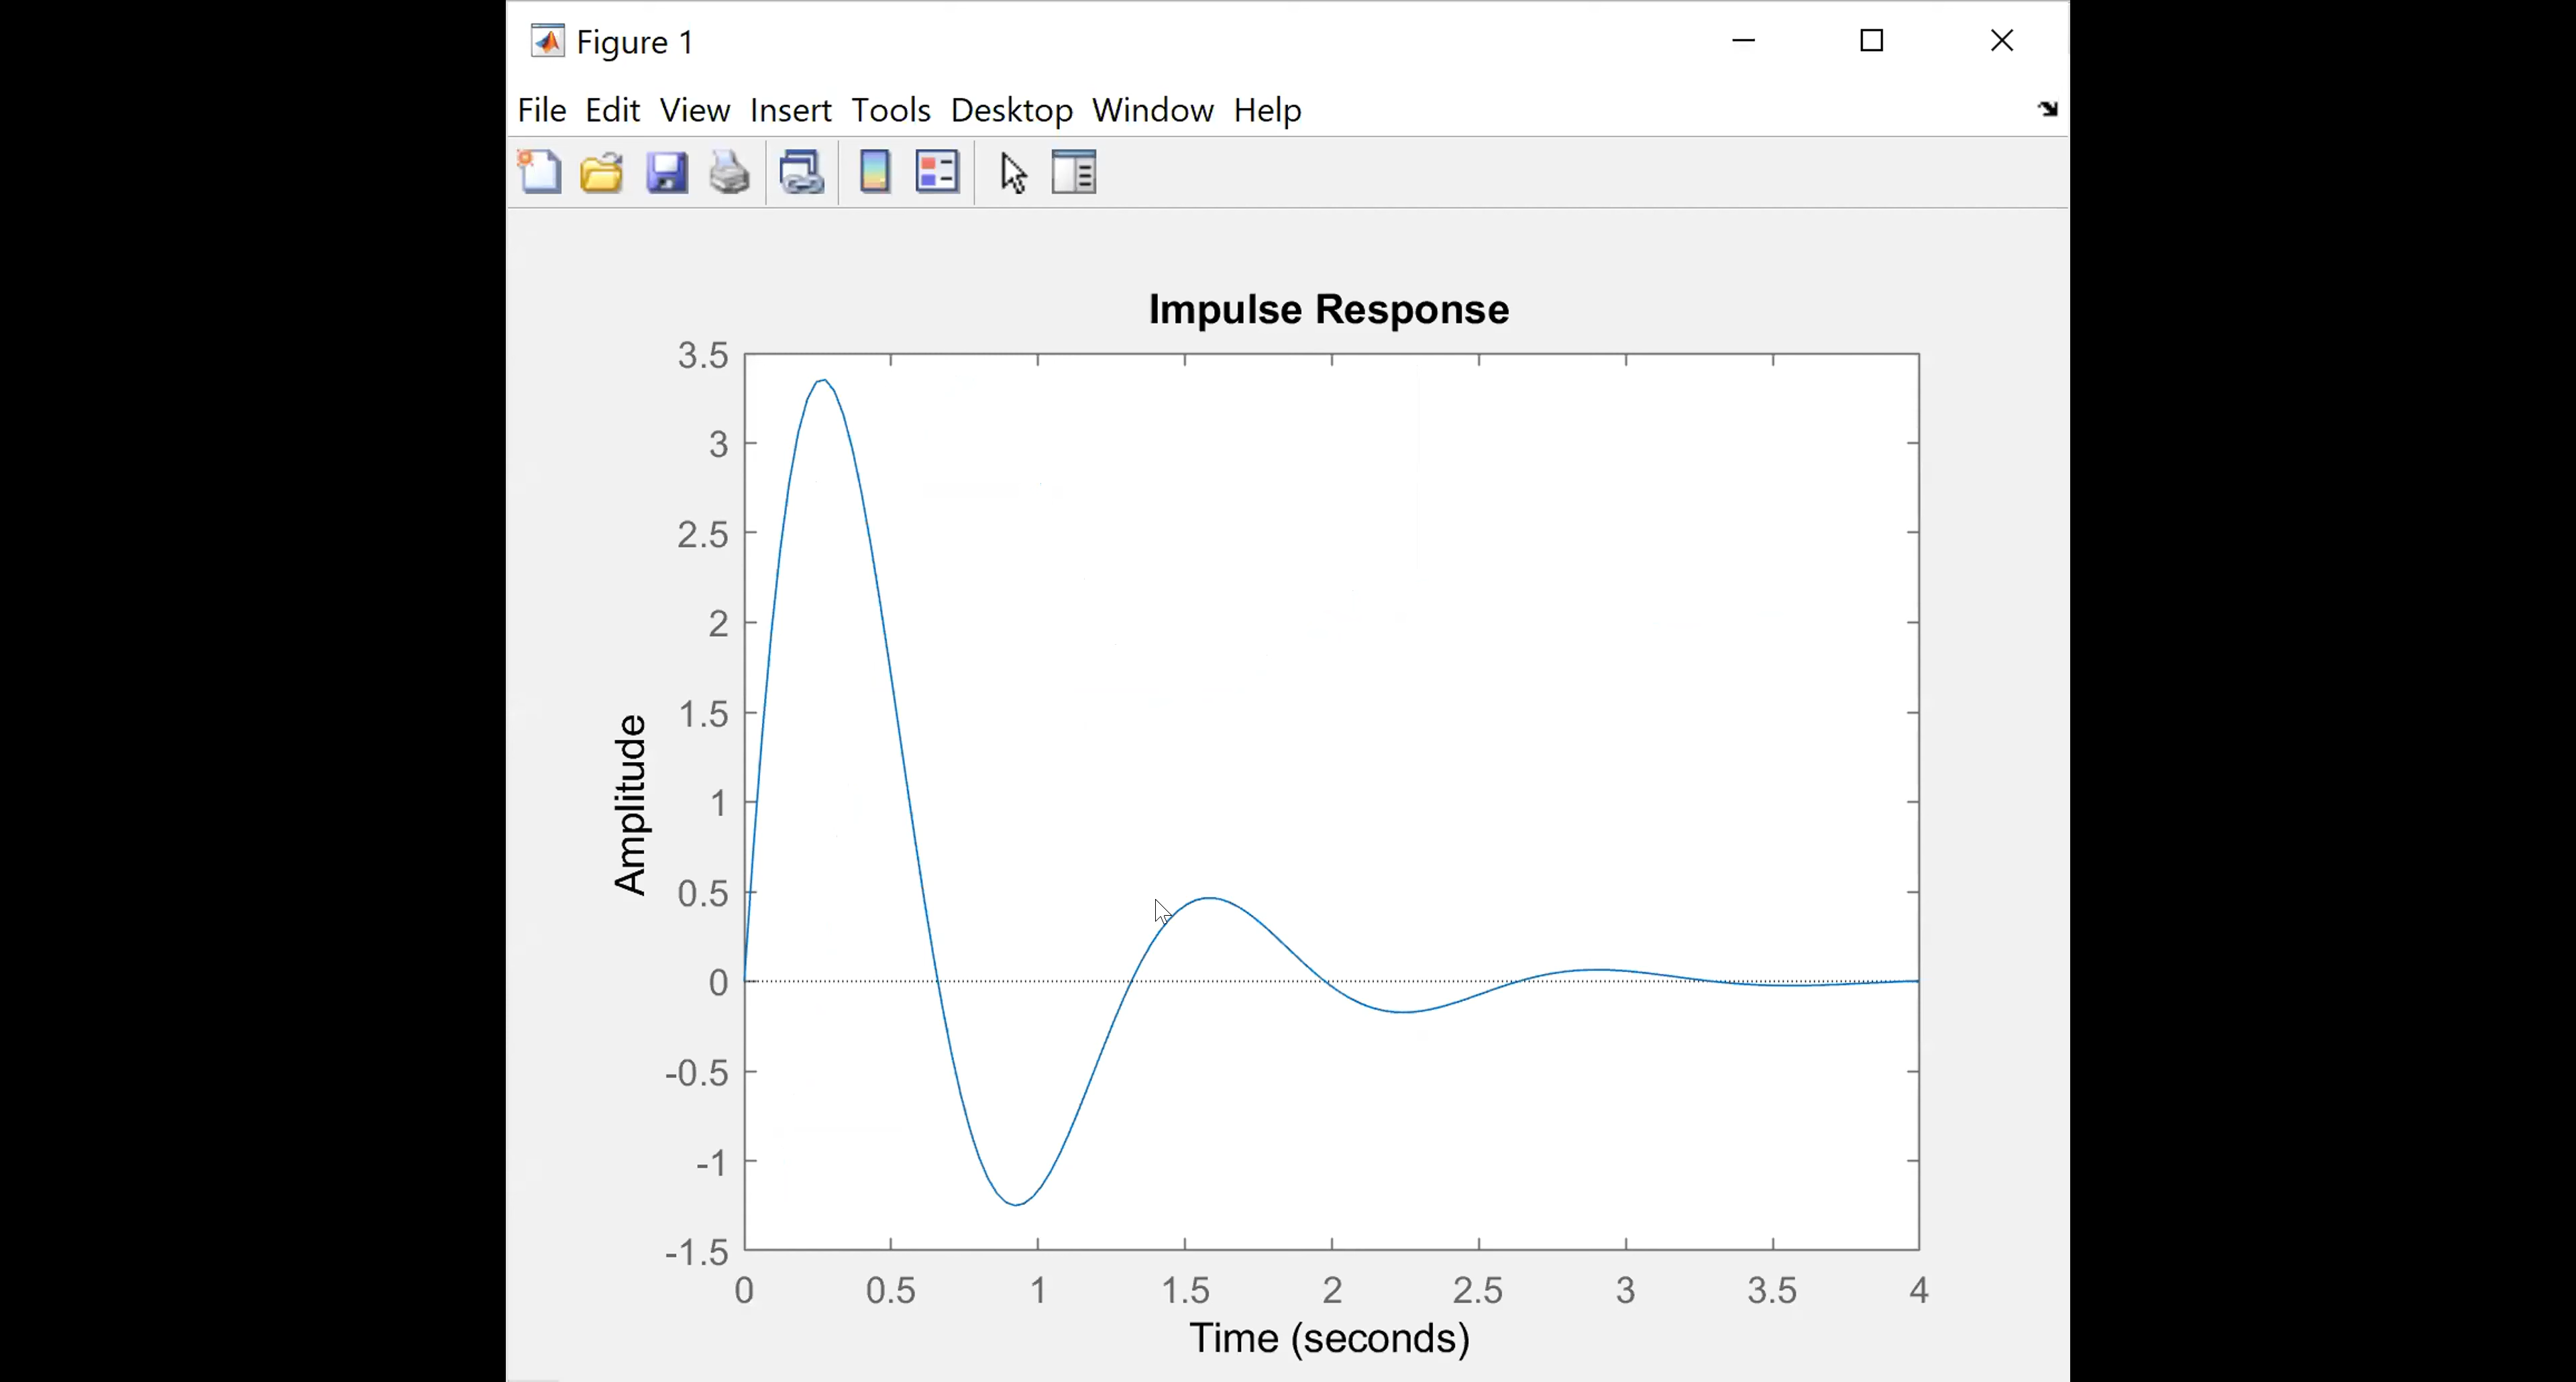 Figure 1
File Edit View Insert Tools Desktop Window Help
Impulse Response
3.5
3
2.5
2
1.5
1
0.5
0
-0.5
-1
-1.5
Amplitude
0 0.5 1 1.5 2 2.5 3 3.5 4
Time (seconds)